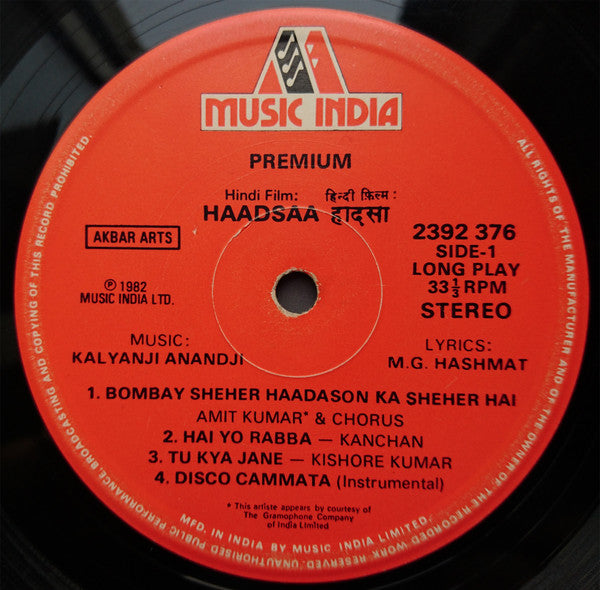 MUSIC INDIA
PREMIUM
Hindi Film: हिन्दी फ़िल्म:
HAADSAA हादसा
AKBAR ARTS
℗ 1982
MUSIC INDIA LTD.
2392 376
SIDE-1
LONG PLAY
33⅓ RPM
STEREO
MUSIC:
KALYANJI ANANDJI
LYRICS:
M.G. HASHMAT
1. BOMBAY SHEHER HAADASON KA SHEHER HAI
AMIT KUMAR* & CHORUS
2. HAI YO RABBA — KANCHAN
3. TU KYA JANE — KISHORE KUMAR
4. DISCO CAMMATA (Instrumental)
* This artiste appears by courtesy of
The Gramophone Company
of India Limited
MFD. IN INDIA BY MUSIC INDIA LIMITED.
ALL RIGHTS OF THE MANUFACTURER AND OF THE OWNER OF THE RECORDED WORK RESERVED. UNAUTHORISED PUBLIC PERFORMANCE, BROADCASTING AND COPYING OF THIS RECORD PROHIBITED.